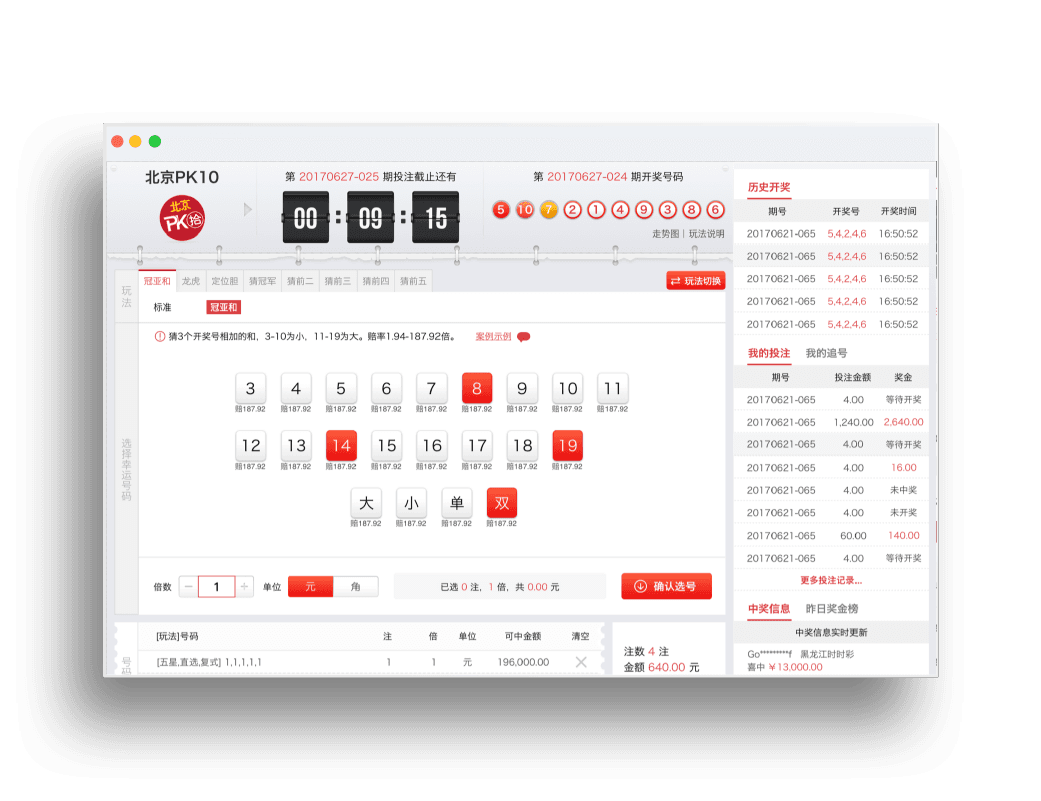 北京PK10
北京
PK拾
第 20170627-025 期投注截止还有
00:09:15
第 20170627-024 期开奖号码
5 10 7 2 1 4 9 3 8 6
走势图 | 玩法说明
玩法
冠亚和 龙虎 定位胆 猜冠军 猜前二 猜前三 猜前四 猜前五
玩法切换
标准 冠亚和
猜3个开奖号相加的和，3-10为小，11-19为大。赔率1.94-187.92倍。 案例示例
选择幸运号码
3 4 5 6 7 8 9 10 11
赔187.92 赔187.92 赔187.92 赔187.92 赔187.92 赔187.92 赔187.92 赔187.92 赔187.92
12 13 14 15 16 17 18 19
赔187.92 赔187.92 赔187.92 赔187.92 赔187.92 赔187.92 赔187.92 赔187.92
大 小 单 双
赔187.92 赔187.92 赔187.92 赔187.92
倍数 − 1 + 单位 元 角
已选 0 注，1 倍，共 0.00 元
确认选号
号码
[玩法]号码 注 倍 单位 可中金额 清空
[五星,直选,复式] 1,1,1,1,1 1 1 元 196,000.00
注数 4 注
金额 640.00 元
历史开奖
期号 开奖号 开奖时间
20170621-065 5,4,2,4,6 16:50:52
20170621-065 5,4,2,4,6 16:50:52
20170621-065 5,4,2,4,6 16:50:52
20170621-065 5,4,2,4,6 16:50:52
20170621-065 5,4,2,4,6 16:50:52
我的投注 我的追号
期号 投注金额 奖金
20170621-065 4.00 等待开奖
20170621-065 1,240.00 2,640.00
20170621-065 4.00 等待开奖
20170621-065 4.00 16.00
20170621-065 4.00 未中奖
20170621-065 4.00 未开奖
20170621-065 60.00 140.00
20170621-065 4.00 等待开奖
更多投注记录...
中奖信息 昨日奖金榜
中奖信息实时更新
Go*********f 黑龙江时时彩
喜中 ￥13,000.00